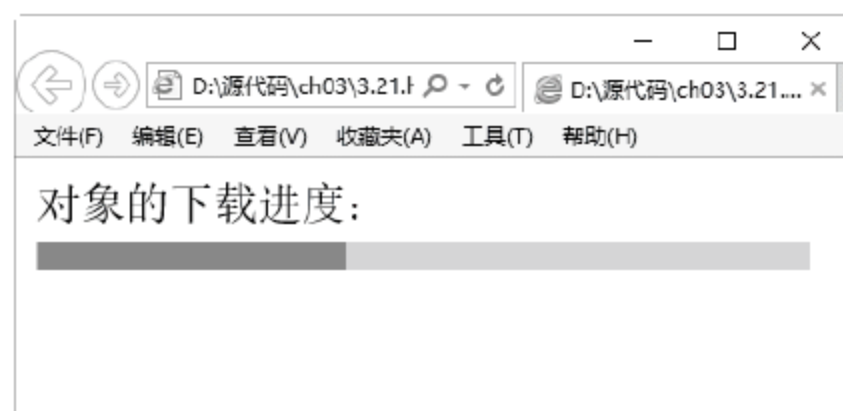 D:\源代码\ch03\3.21.h
D:\源代码\ch03\3.21....
文件(F) 编辑(E) 查看(V) 收藏夹(A) 工具(T) 帮助(H)
对象的下载进度：